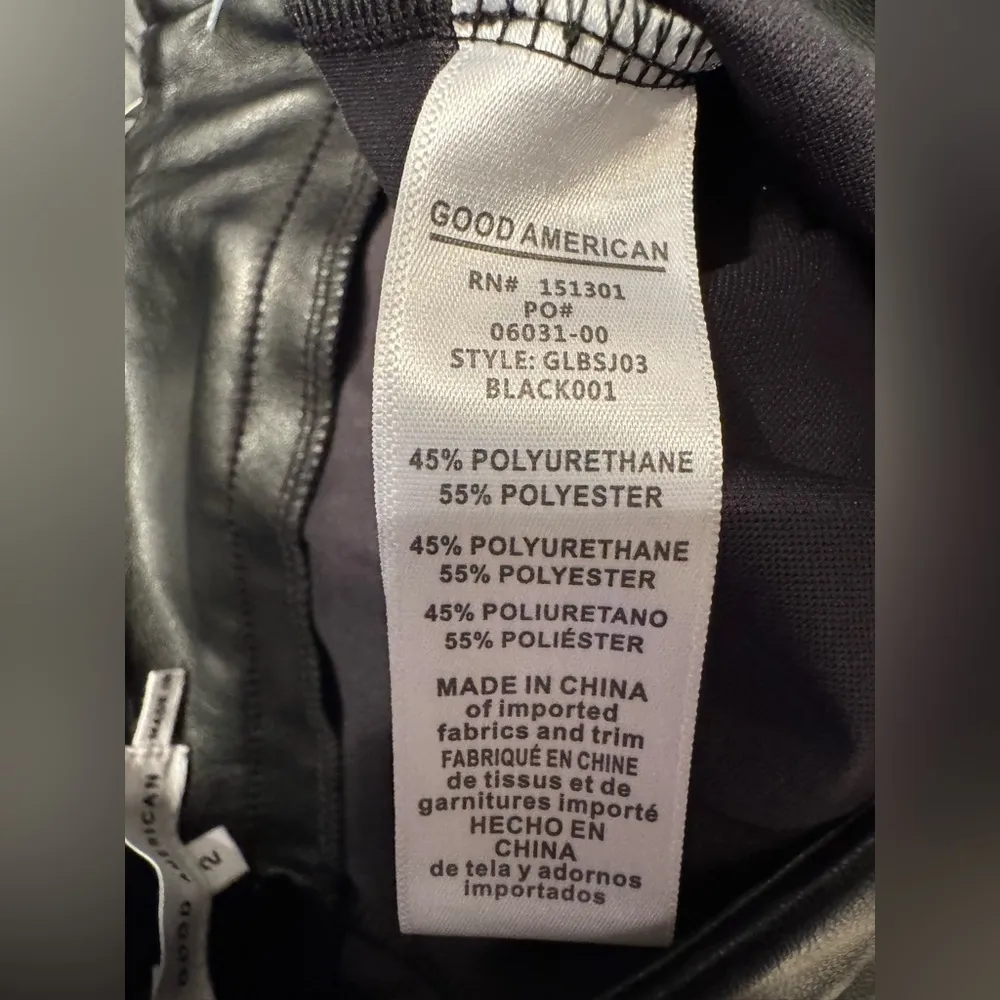 GOOD AMERICAN
RN# 151301
PO#
06031-00
STYLE: GLBSJ03
BLACK001
45% POLYURETHANE
55% POLYESTER
45% POLYURETHANE
55% POLYESTER
45% POLIURETANO
55% POLIÉSTER
MADE IN CHINA
of imported
fabrics and trim
FABRIQUÉ EN CHINE
de tissus et de
garnitures importé
HECHO EN
CHINA
de tela y adornos
importados
GOOD
2